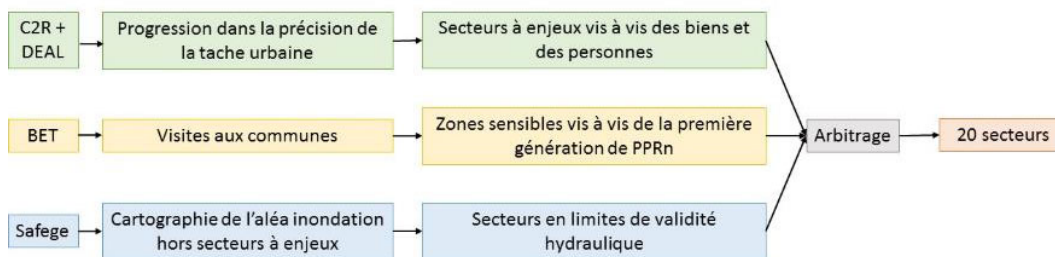 C2R +
DEAL
Progression dans la précision de
la tache urbaine
Secteurs à enjeux vis à vis des biens et
des personnes
BET
Visites aux communes
Zones sensibles vis à vis de la première
génération de PPRn
Arbitrage
20 secteurs
Safege
Cartographie de l'aléa inondation
hors secteurs à enjeux
Secteurs en limites de validité
hydraulique